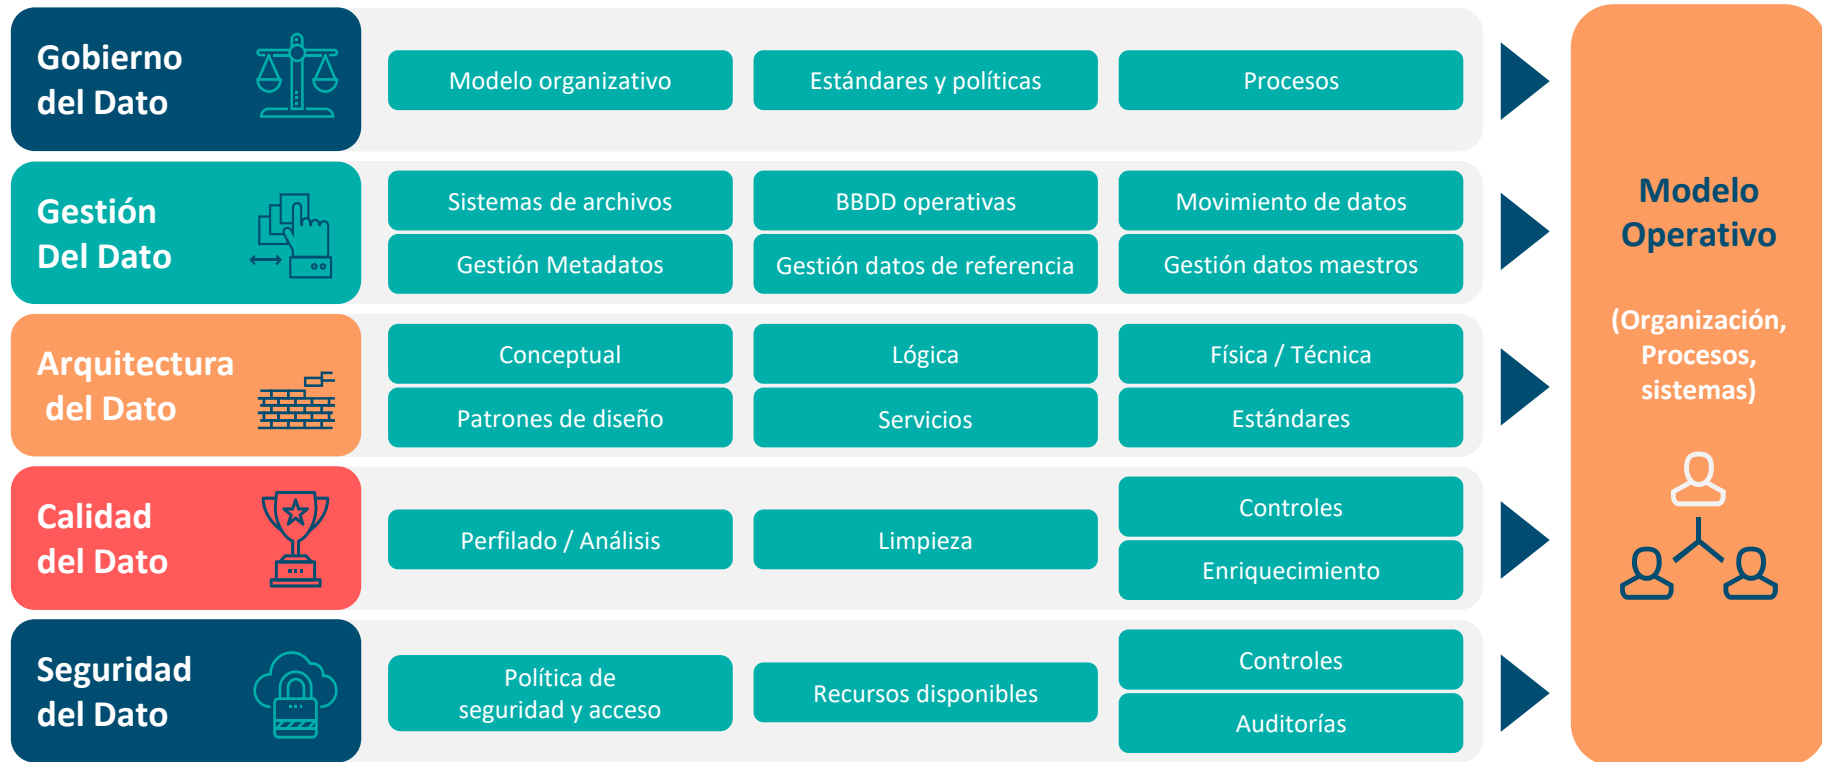 Gobierno
del Dato
Modelo organizativo
Estándares y políticas
Procesos
Gestión
Del Dato
Sistemas de archivos
BBDD operativas
Movimiento de datos
Gestión Metadatos
Gestión datos de referencia
Gestión datos maestros
Arquitectura
del Dato
Conceptual
Lógica
Física / Técnica
Patrones de diseño
Servicios
Estándares
Calidad
del Dato
Perfilado / Análisis
Limpieza
Controles
Enriquecimiento
Seguridad
del Dato
Política de
seguridad y acceso
Recursos disponibles
Controles
Auditorías
Modelo
Operativo
(Organización,
Procesos,
sistemas)